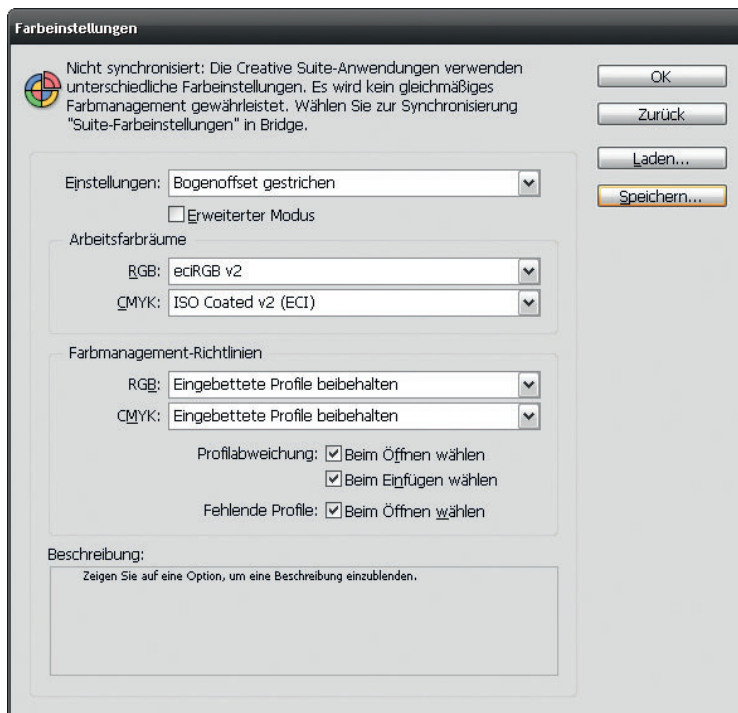 Farbeinstellungen
Nicht synchronisiert: Die Creative Suite-Anwendungen verwenden
unterschiedliche Farbeinstellungen. Es wird kein gleichmäßiges
Farbmanagement gewährleistet. Wählen Sie zur Synchronisierung
"Suite-Farbeinstellungen" in Bridge.
OK
Zurück
Laden...
Speichern...
Einstellungen: Bogenoffset gestrichen
Erweiterter Modus
Arbeitsfarbräume
RGB: eciRGB v2
CMYK: ISO Coated v2 (ECI)
Farbmanagement-Richtlinien
RGB: Eingebettete Profile beibehalten
CMYK: Eingebettete Profile beibehalten
Profilabweichung: Beim Öffnen wählen
Beim Einfügen wählen
Fehlende Profile: Beim Öffnen wählen
Beschreibung:
Zeigen Sie auf eine Option, um eine Beschreibung einzublenden.